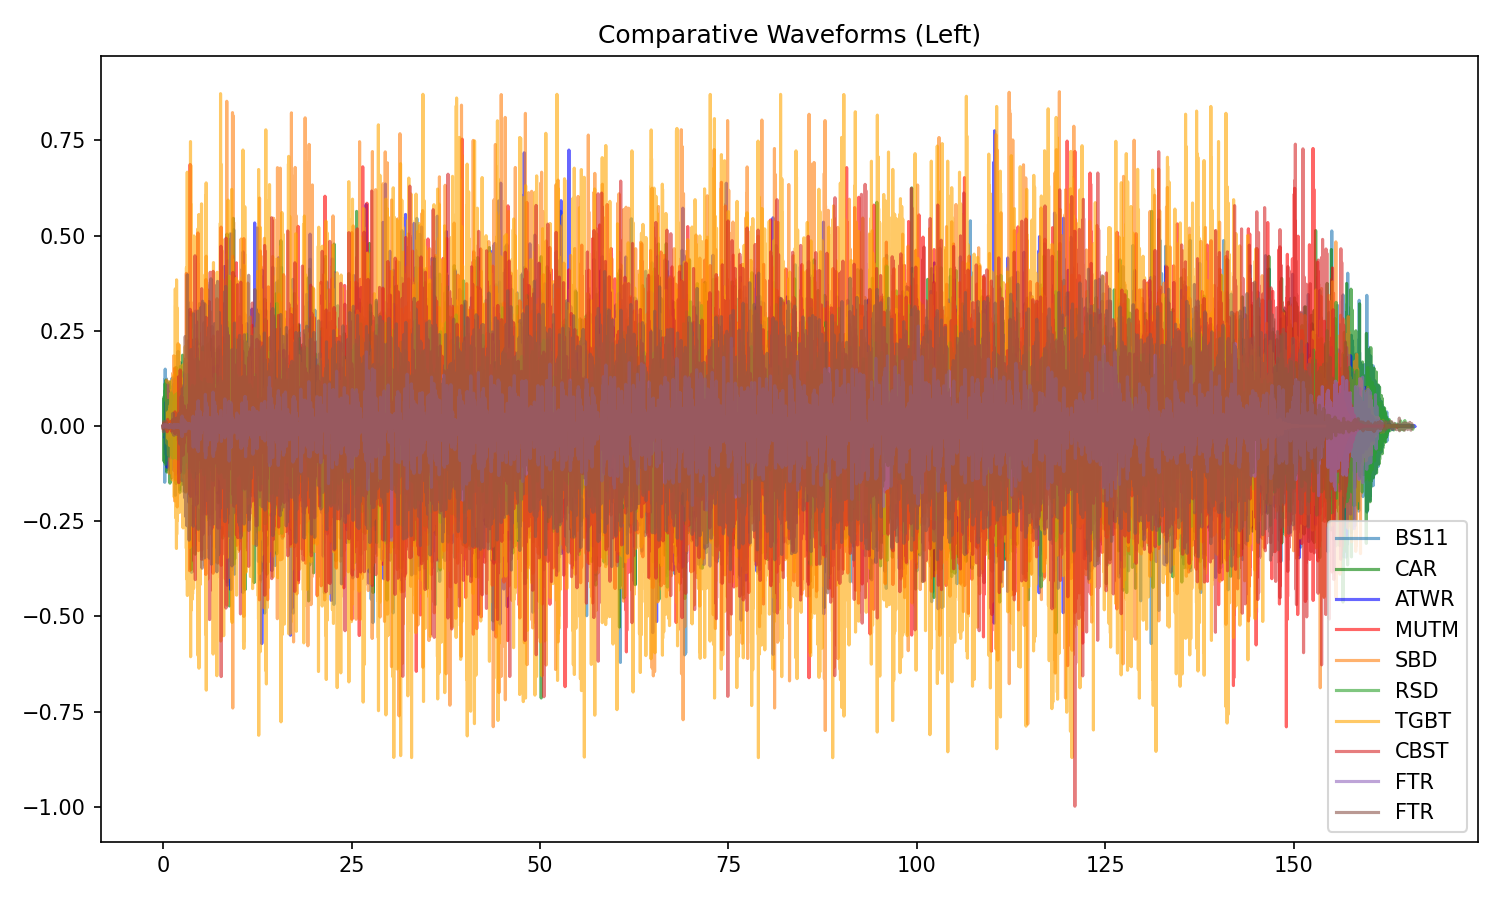 Comparative Waveforms (Left)
0.75
0.50
0.25
0.00
−0.25
−0.50
−0.75
−1.00
0 25 50 75 100 125 150
BS11
CAR
ATWR
MUTM
SBD
RSD
TGBT
CBST
FTR
FTR